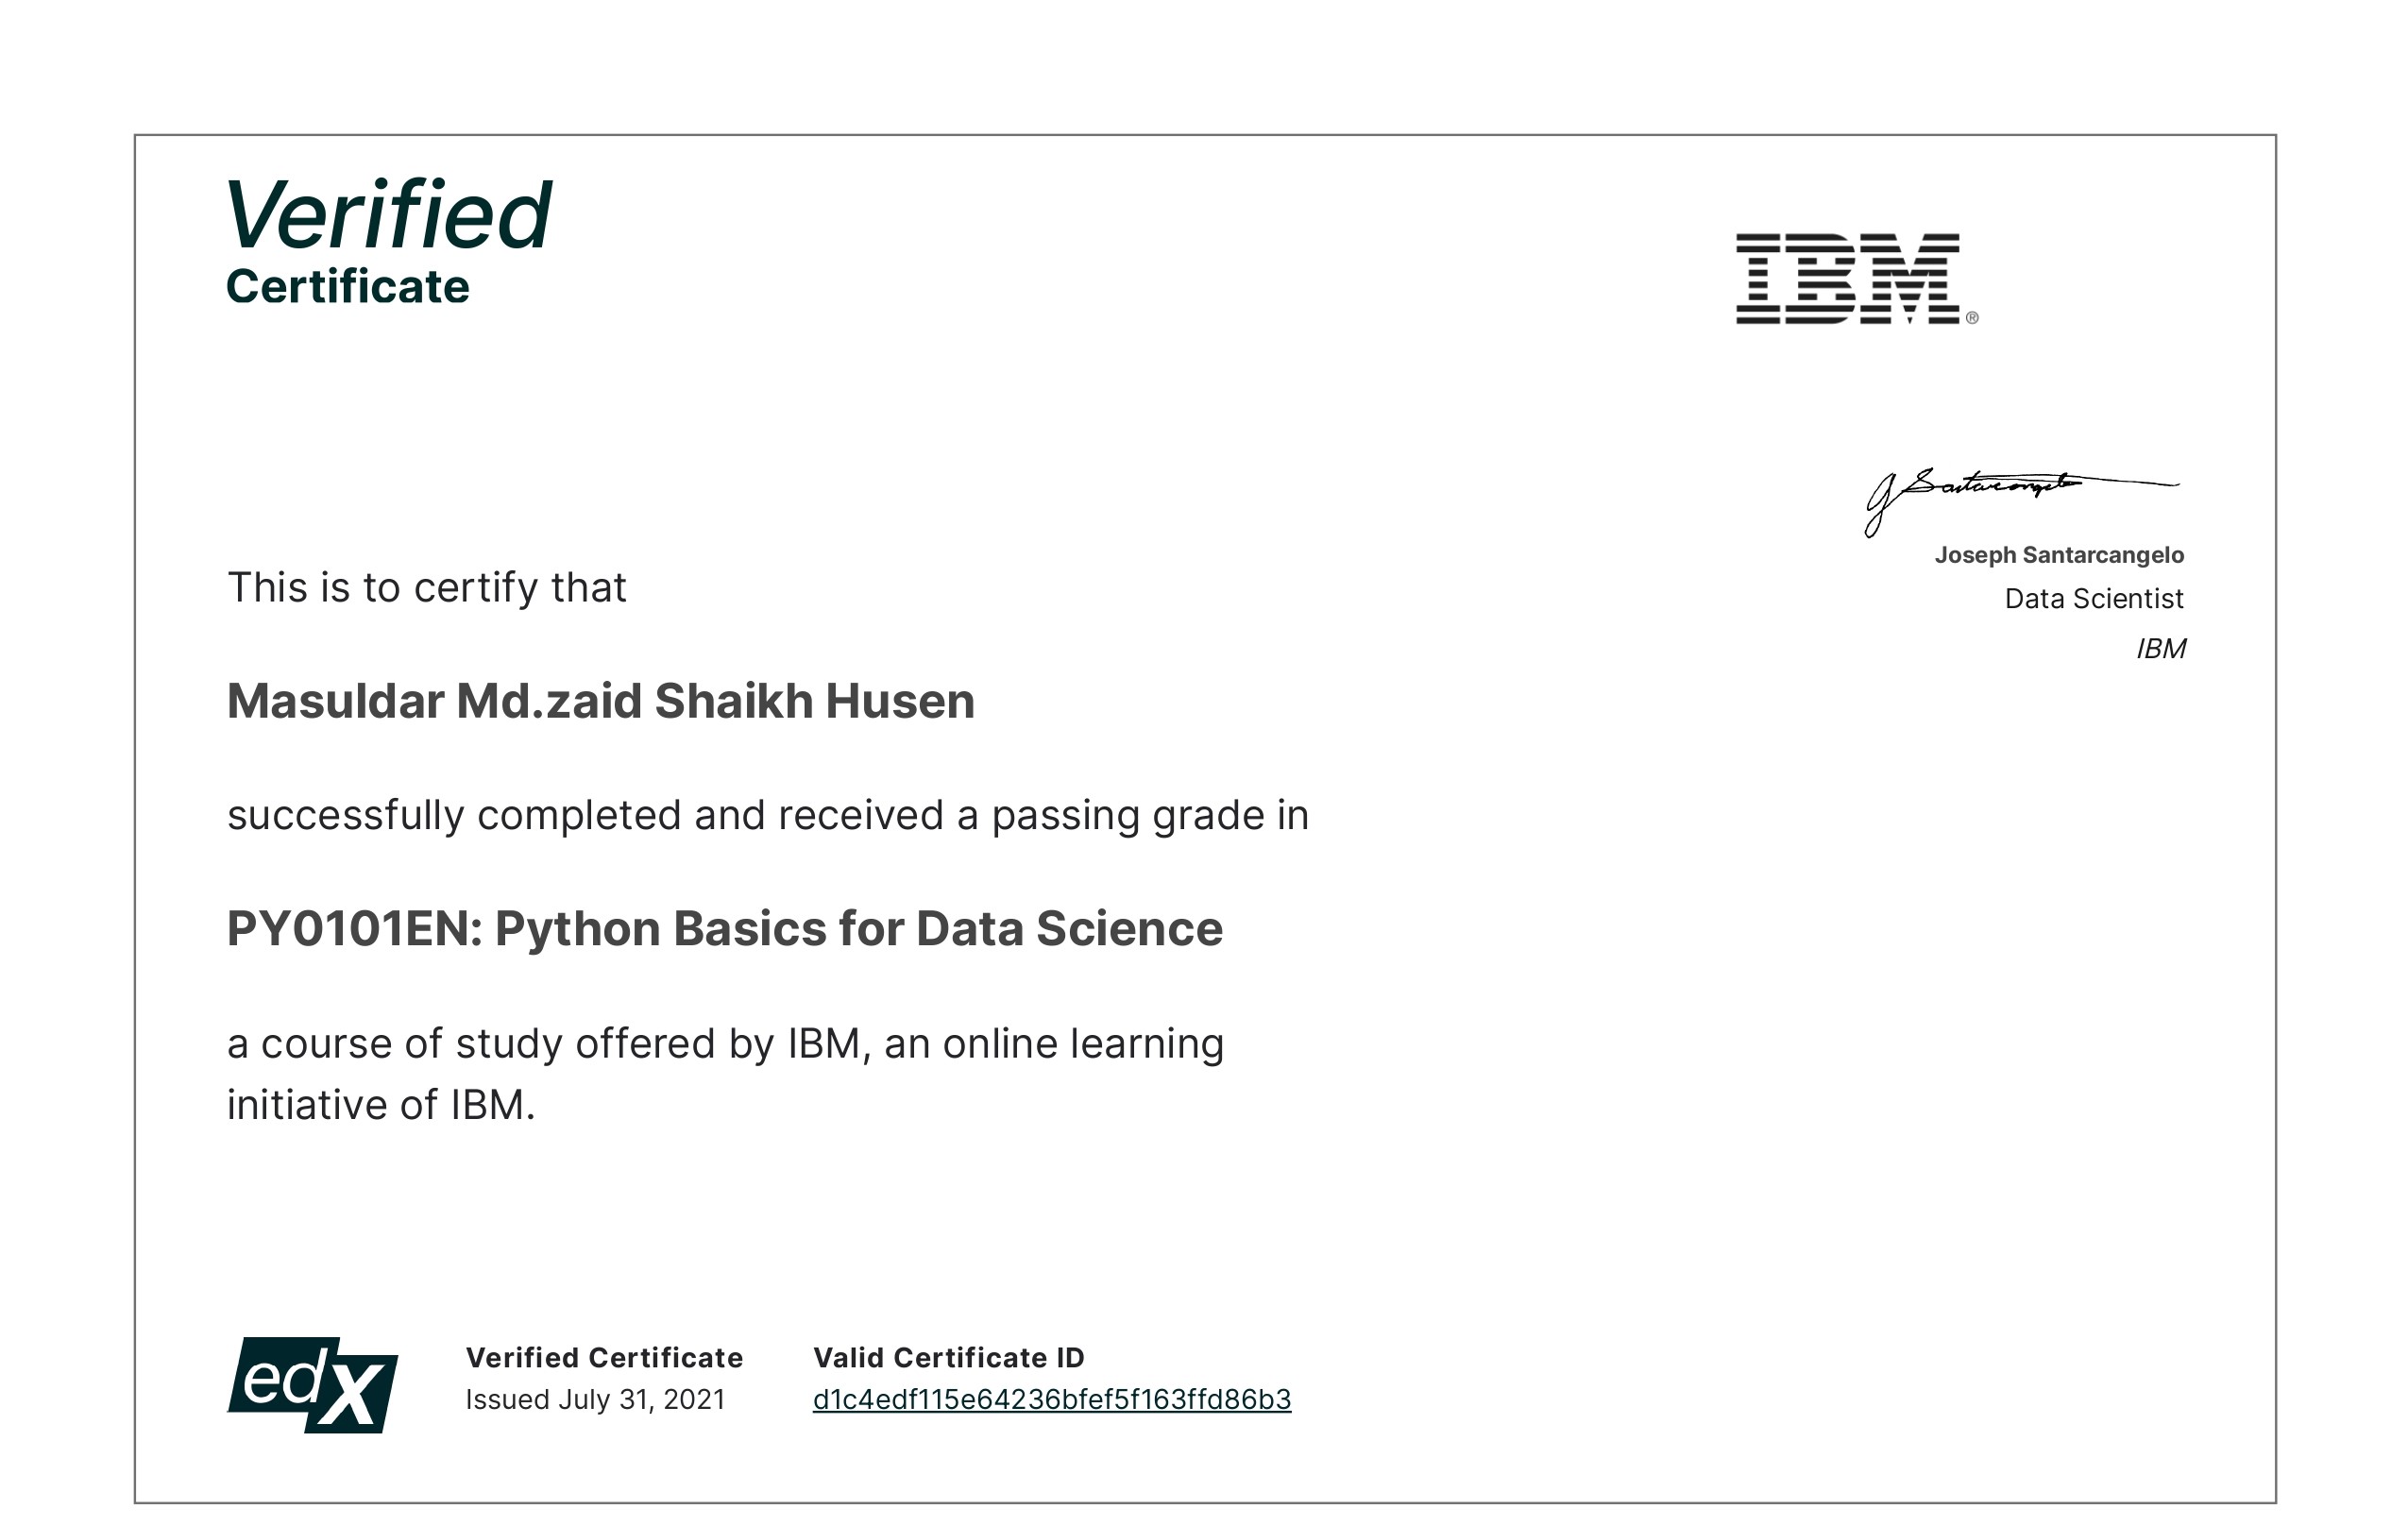 Verified
Certificate
IBM®
Joseph Santarcangelo
Data Scientist
IBM
This is to certify that
Masuldar Md.zaid Shaikh Husen
successfully completed and received a passing grade in
PY0101EN: Python Basics for Data Science
a course of study offered by IBM, an online learning
initiative of IBM.
edX
Verified Certificate
Issued July 31, 2021
Valid Certificate ID
d1c4edf115e64236bfef5f163ffd86b3